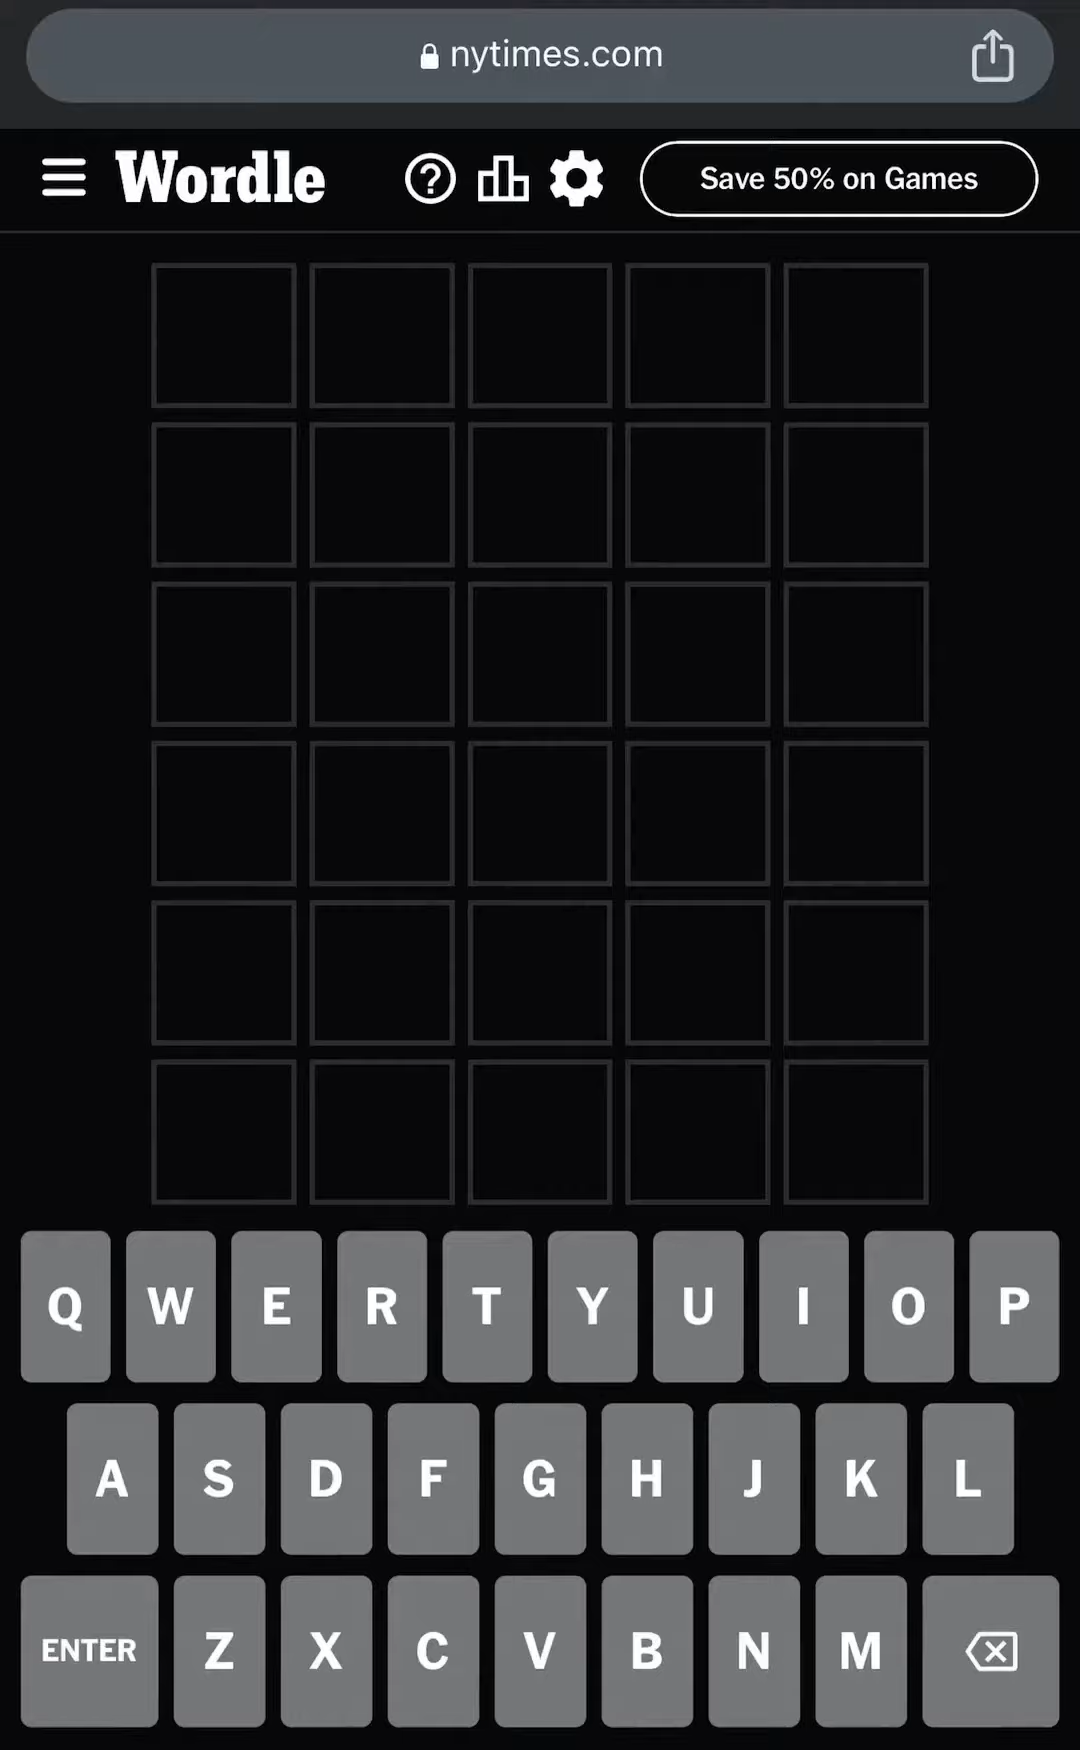 nytimes.com
Wordle
Save 50% on Games
Q W E R T Y U I O P
A S D F G H J K L
ENTER Z X C V B N M